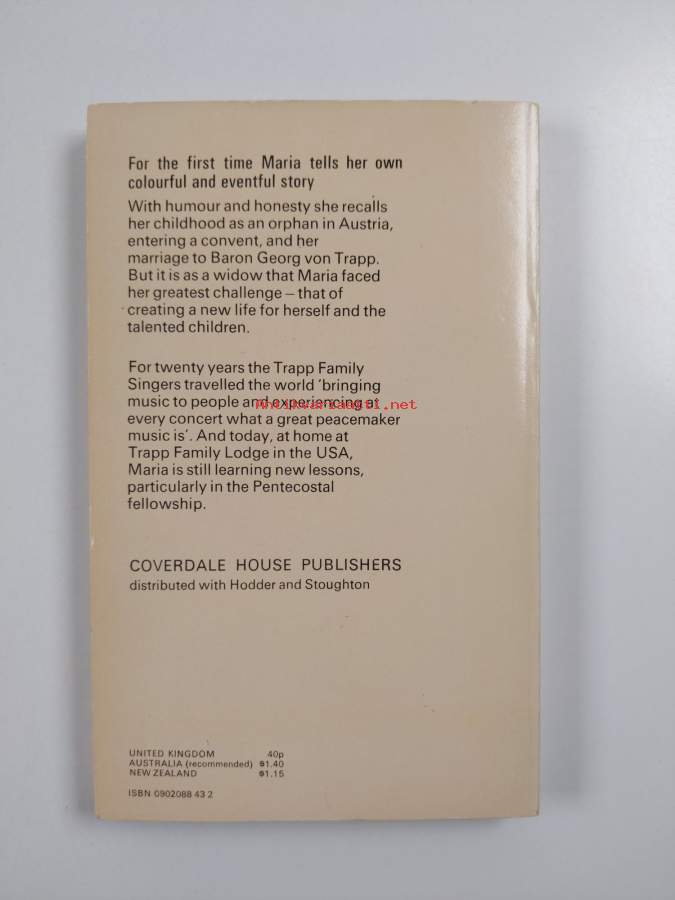 For the first time Maria tells her own
colourful and eventful story
With humour and honesty she recalls
her childhood as an orphan in Austria,
entering a convent, and her
marriage to Baron Georg von Trapp.
But it is as a widow that Maria faced
her greatest challenge – that of
creating a new life for herself and the
talented children.
For twenty years the Trapp Family
Singers travelled the world 'bringing
music to people and experiencing at
every concert what a great peacemaker
music is'. And today, at home at
Trapp Family Lodge in the USA,
Maria is still learning new lessons,
particularly in the Pentecostal
fellowship.
Antikvariaatti.net
COVERDALE HOUSE PUBLISHERS
distributed with Hodder and Stoughton
UNITED KINGDOM 40p
AUSTRALIA (recommended) $1.40
NEW ZEALAND $1.15
ISBN 0902088 43 2